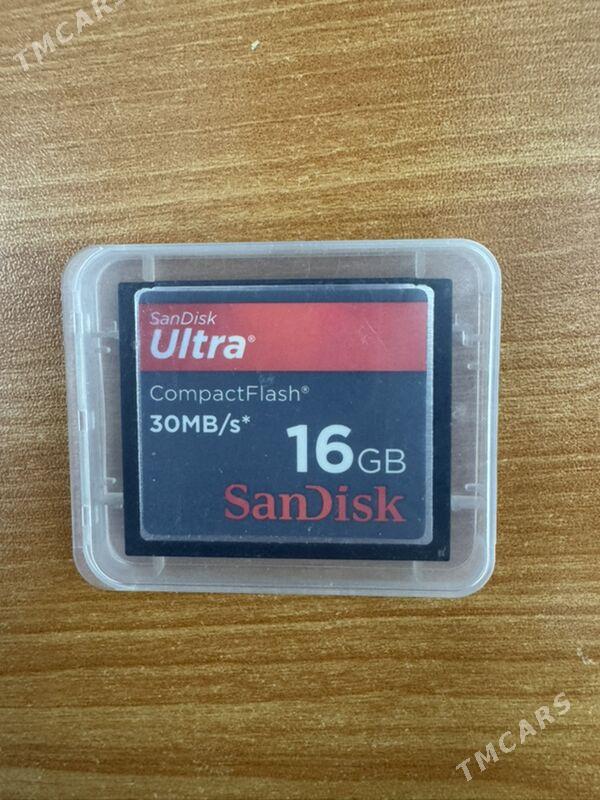 TMCARS
SanDisk
Ultra®
CompactFlash®
30MB/s*
16GB
SanDisk
TMCARS